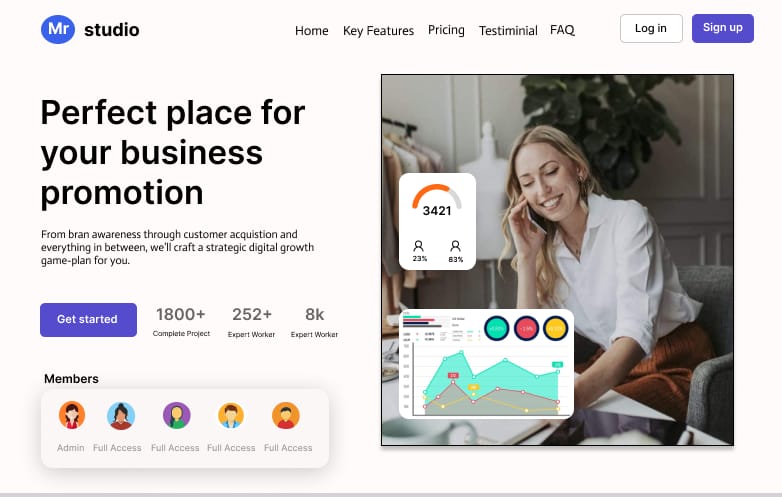 Mr studio
Home Key Features Pricing Testiminial FAQ
Log in
Sign up
Perfect place for
your business
promotion
From bran awareness through customer acquistion and
everything in between, we'll craft a strategic digital growth
game-plan for you.
Get started
1800+
Complete Project
252+
Expert Worker
8k
Expert Worker
Members
Admin Full Access Full Access Full Access Full Access
3421
23% 63%